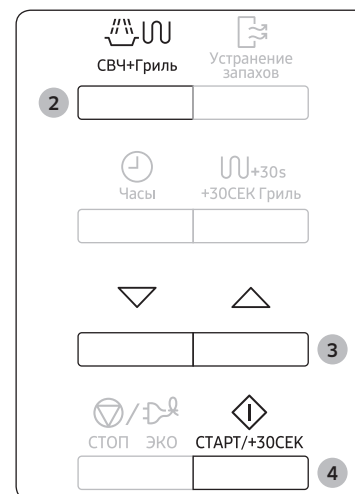 СВЧ+Гриль
Устранение
запахов
2
+30s
Часы
+30СЕК Гриль
3
/
СТОП ЭКО СТАРТ/+30СЕК
4